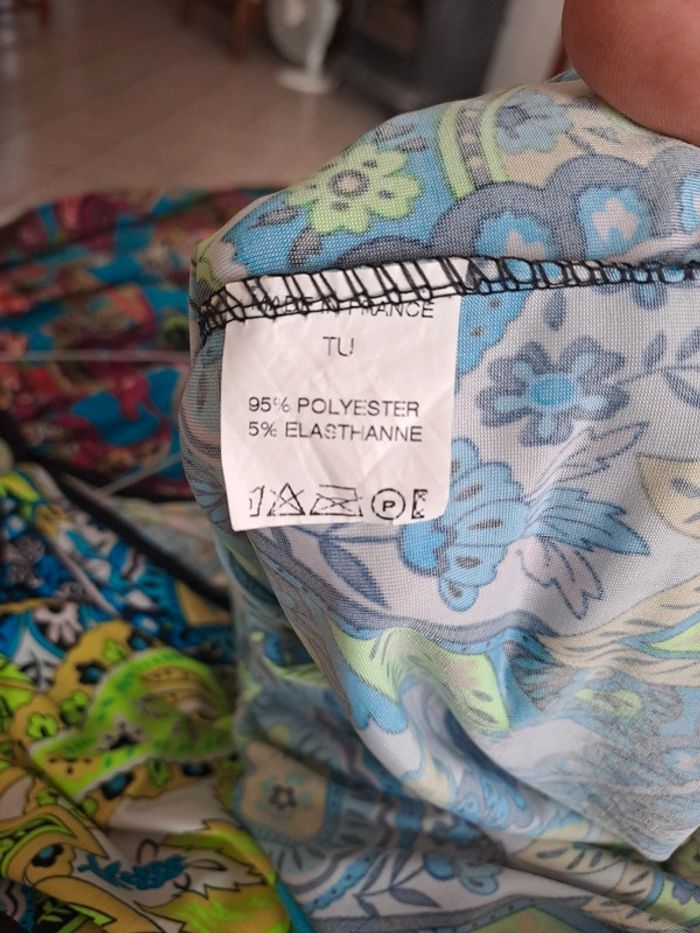 MADE IN FRANCE
TU
95% POLYESTER
5% ELASTHANNE
P